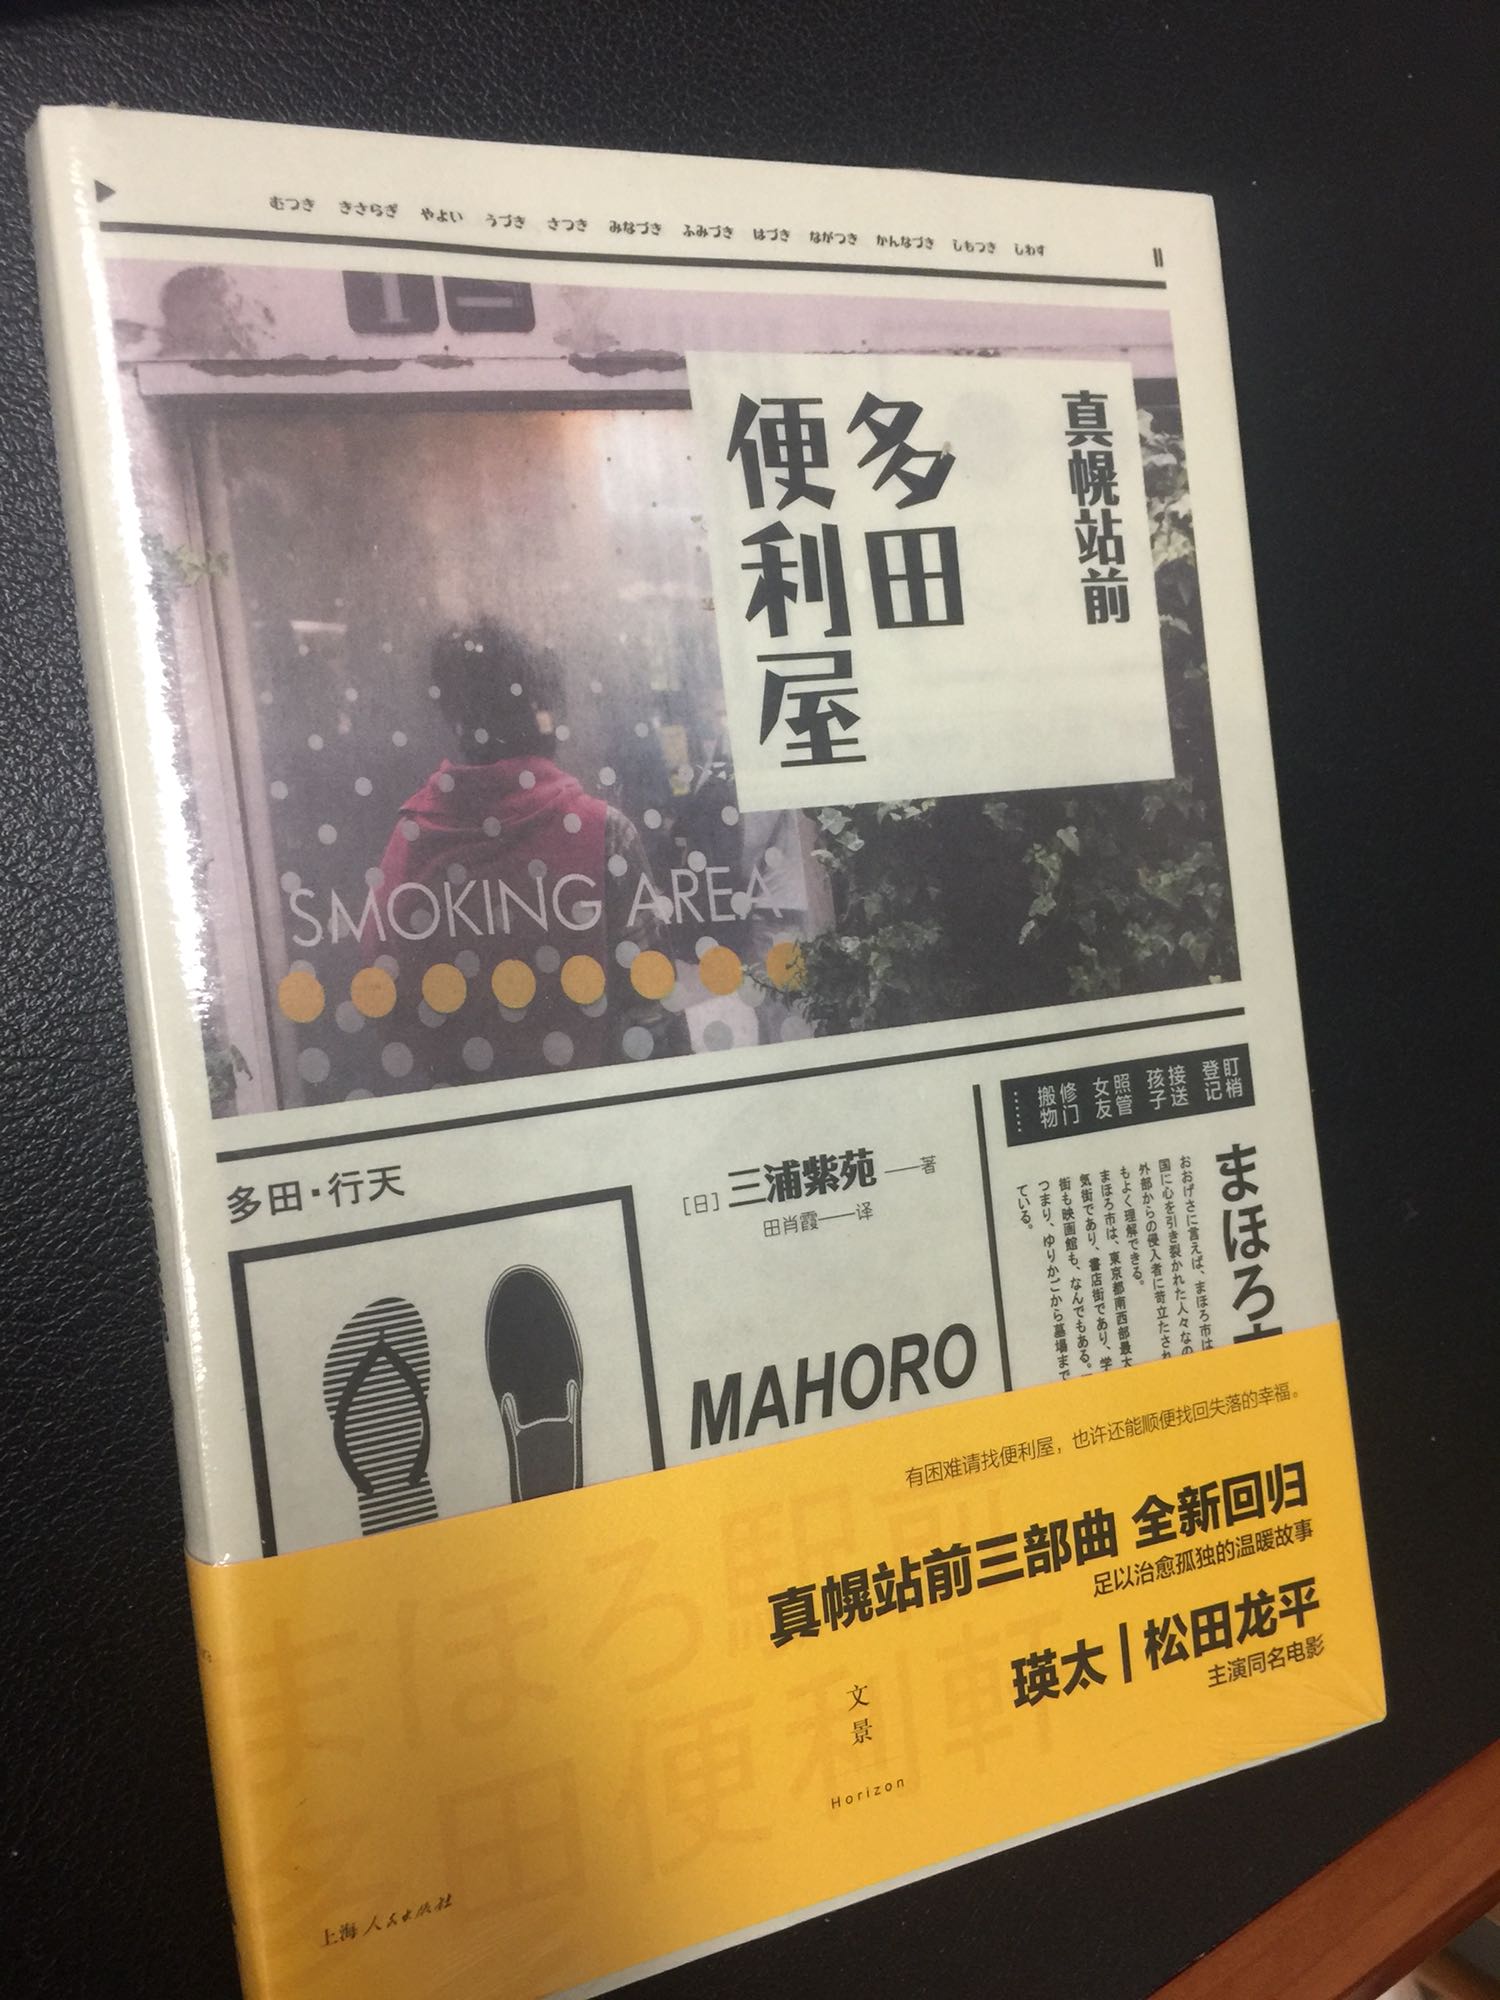 むつき きさらぎ やよい うづき さつき みなづき ふみづき はづき ながつき かんなづき しもつき しわす
真幌站前
多田
便利屋
SMOKING AREA
盯梢
登记
接送
孩子
照管
女友
修门
搬物
……
多田·行天
[日]三浦紫苑——著
田肖霞——译
MAHORO
まほろ
おおげさに言えば、まほろ市は
国に心を引き裂かれた人々なの
外部からの侵入者に苛立たされ
もよく理解できる。
まほろ市は、東京都南西部最大
気街であり、書店街であり、学
街も映画館も、なんでもある。
つまり、ゆりかごから墓場まで
ている。
有困难请找便利屋，也许还能顺便找回失落的幸福。
真幌站前三部曲 全新回归
足以治愈孤独的温暖故事
瑛太|松田龙平
主演同名电影
まほろ駅前
多田便利軒
文景
Horizon
上海人民出版社